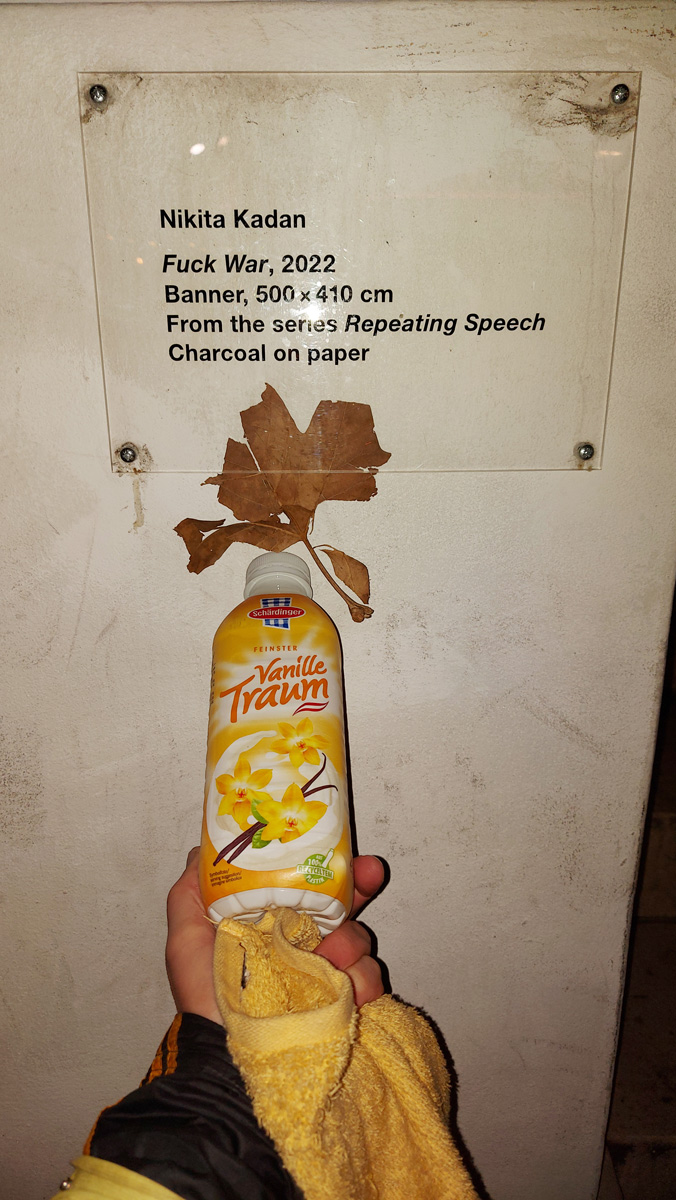 Nikita Kadan
Fuck War, 2022
Banner, 500 × 410 cm
From the series Repeating Speech
Charcoal on paper
Schärdinger
FEINSTER
Vanille
Traum
100%